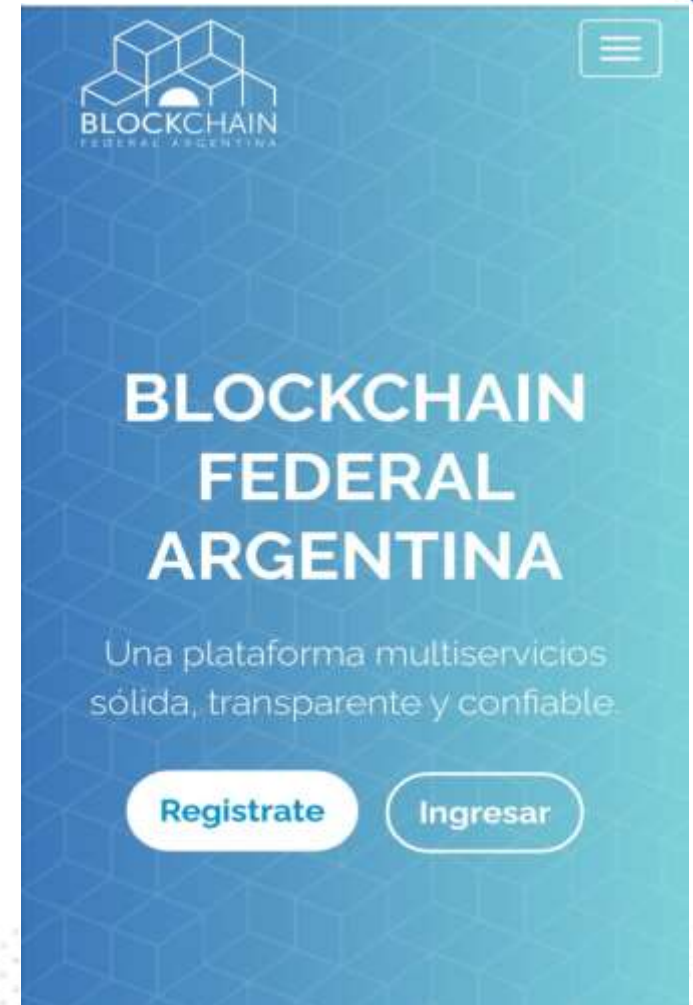 BLOCKCHAIN
FEDERAL ARGENTINA
BLOCKCHAIN
FEDERAL
ARGENTINA
Una plataforma multiservicios
sólida, transparente y confiable.
Registrate
Ingresar